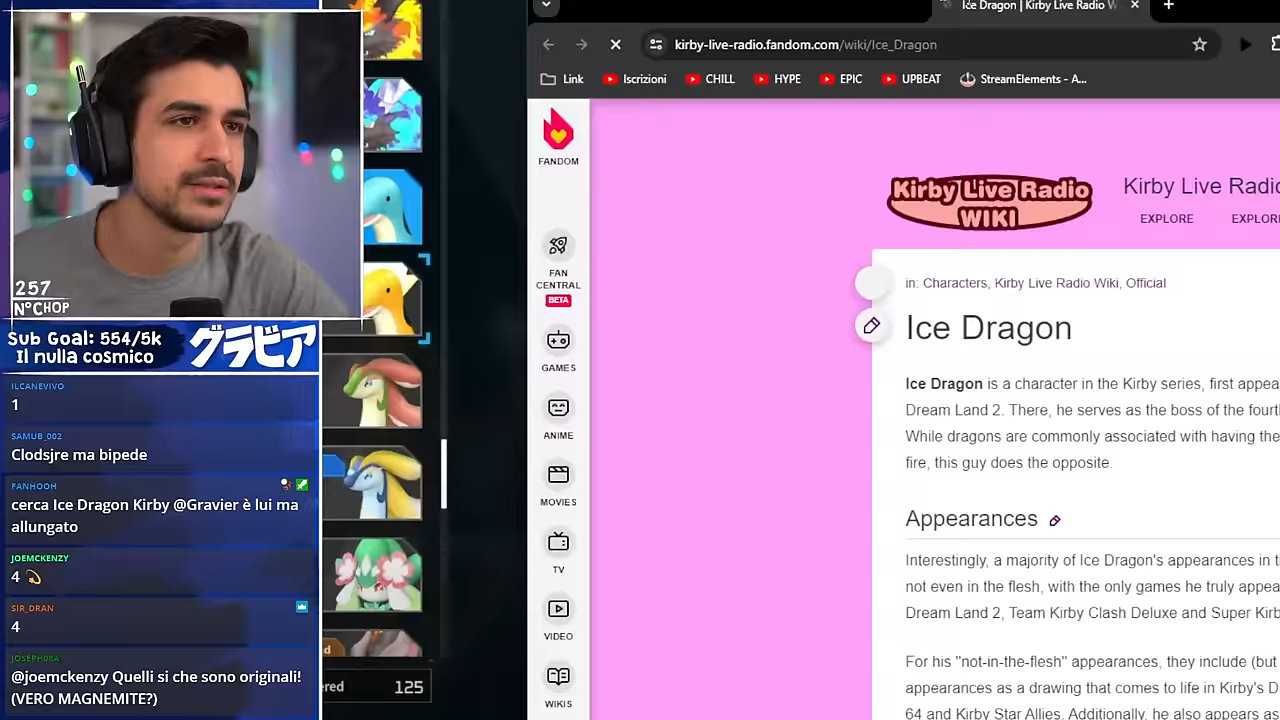 Ice Dragon | Kirby Live Radio W
kirby-live-radio.fandom.com/wiki/Ice_Dragon
Link
Iscrizioni
CHILL
HYPE
EPIC
UPBEAT
StreamElements - A...
FANDOM
FAN
CENTRAL
BETA
GAMES
ANIME
MOVIES
TV
VIDEO
WIKIS
Kirby Live Radio
WIKI
Kirby Live Radio
EXPLORE
EXPLOR
in: Characters, Kirby Live Radio Wiki, Official
Ice Dragon
Ice Dragon is a character in the Kirby series, first appea
Dream Land 2. There, he serves as the boss of the fourt
While dragons are commonly associated with having the
fire, this guy does the opposite.
Appearances
Interestingly, a majority of Ice Dragon's appearances in t
not even in the flesh, with the only games he truly appea
Dream Land 2, Team Kirby Clash Deluxe and Super Kirb
For his "not-in-the-flesh" appearances, they include (but
appearances as a drawing that comes to life in Kirby's D
64 and Kirby Star Allies. Additionally, he also appears as
257
N°CHOP
Sub Goal: 554/5k
Il nulla cosmico
グラビア
ILCANEVIVO
1
SAMUB_002
Clodsjre ma bipede
FANHOOH
cerca Ice Dragon Kirby @Gravier è lui ma
allungato
JOEMCKENZY
4
SIR_DRAN
4
JOSEPH08A
@joemckenzy Quelli si che sono originali!
(VERO MAGNEMITE?)
d
ered 125